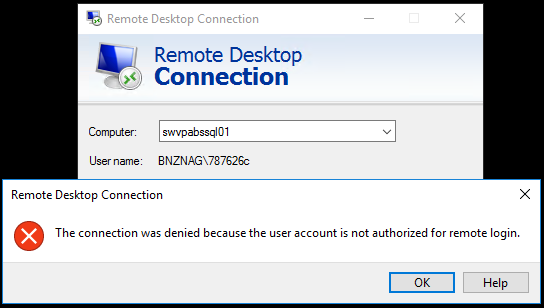 Remote Desktop Connection
Remote Desktop
Connection
Computer:
swvpabssql01
User name:
BNZNAG\787626c
Remote Desktop Connection
The connection was denied because the user account is not authorized for remote login.
OK
Help